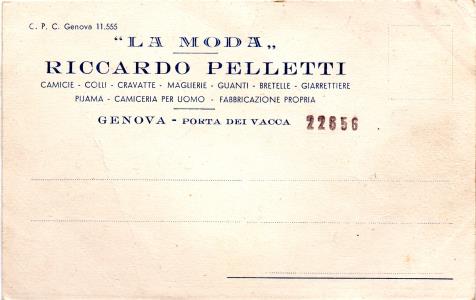 C. P. C. Genova 11.555
"LA MODA„
RICCARDO PELLETTI
CAMICIE - COLLI - CRAVATTE - MAGLIERIE - GUANTI - BRETELLE - GIARRETTIERE
PIJAMA - CAMICERIA PER UOMO - FABBRICAZIONE PROPRIA
GENOVA - PORTA DEI VACCA 22856